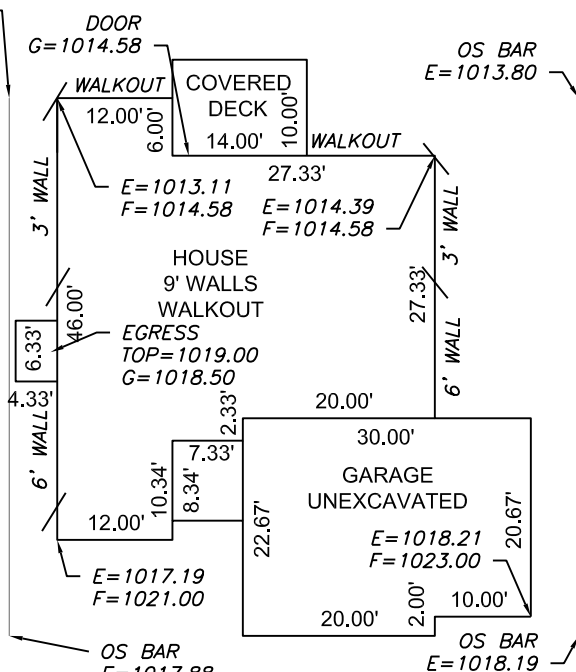 DOOR
G=1014.58
OS BAR
E=1013.80
WALKOUT
COVERED
DECK
12.00'
6.00'
10.00'
14.00'
WALKOUT
27.33'
3' WALL
E=1013.11
F=1014.58
E=1014.39
F=1014.58
3' WALL
HOUSE
9' WALLS
WALKOUT
46.00'
27.33'
EGRESS
TOP=1019.00
G=1018.50
6.33'
4.33'
6' WALL
6' WALL
20.00'
2.33'
30.00'
7.33'
10.34'
8.34'
GARAGE
UNEXCAVATED
22.67'
20.67'
12.00'
E=1018.21
F=1023.00
E=1017.19
F=1021.00
2.00'
10.00'
20.00'
OS BAR
E=1017.88
OS BAR
E=1018.19